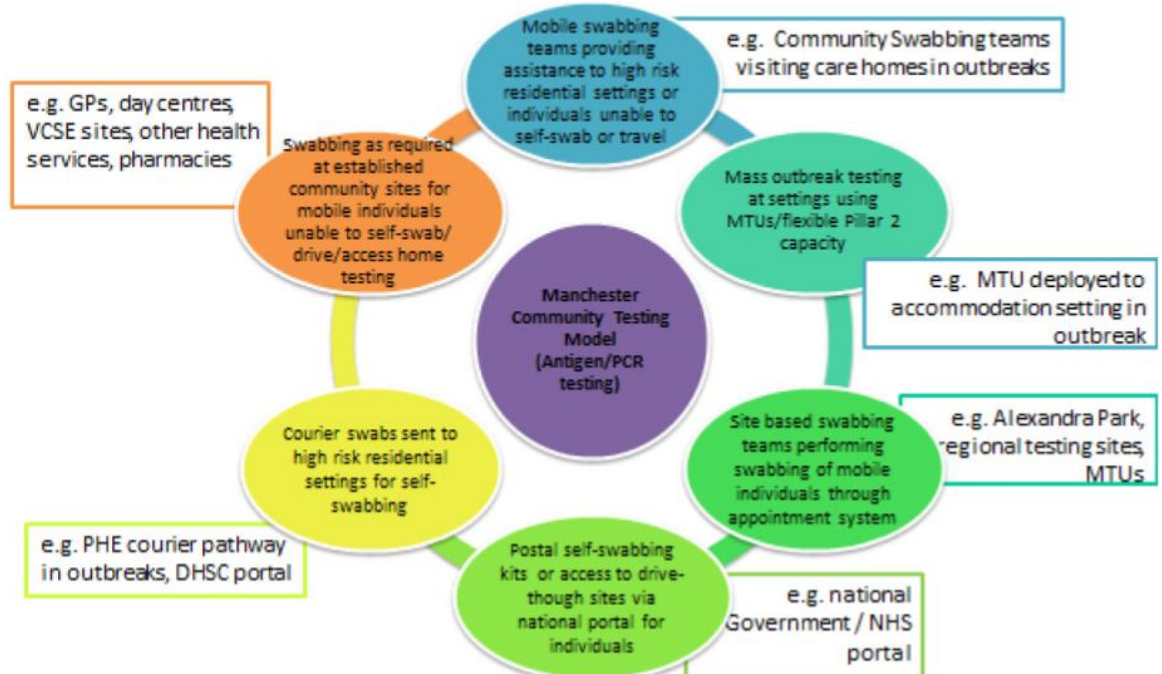 Mobile swabbing
teams providing
assistance to high risk
residential settings or
individuals unable to
self-swab or travel
e.g. Community Swabbing teams
visiting care homes in outbreaks
Mass outbreak testing
at settings using
MTUs/flexible Pillar 2
capacity
e.g. MTU deployed to
accommodation setting in
outbreak
Site based swabbing
teams performing
swabbing of mobile
individuals through
appointment system
e.g. Alexandra Park,
regional testing sites,
MTUs
Postal self-swabbing
kits or access to drive-
though sites via
national portal for
individuals
e.g. national
Government / NHS
portal
Courier swabs sent to
high risk residential
settings for self-
swabbing
e.g. PHE courier pathway
in outbreaks, DHSC portal
Swabbing as required
at established
community sites for
mobile individuals
unable to self-swab/
drive/access home
testing
e.g. GPs, day centres,
VCSE sites, other health
services, pharmacies
Manchester
Community Testing
Model
(Antigen/PCR
testing)